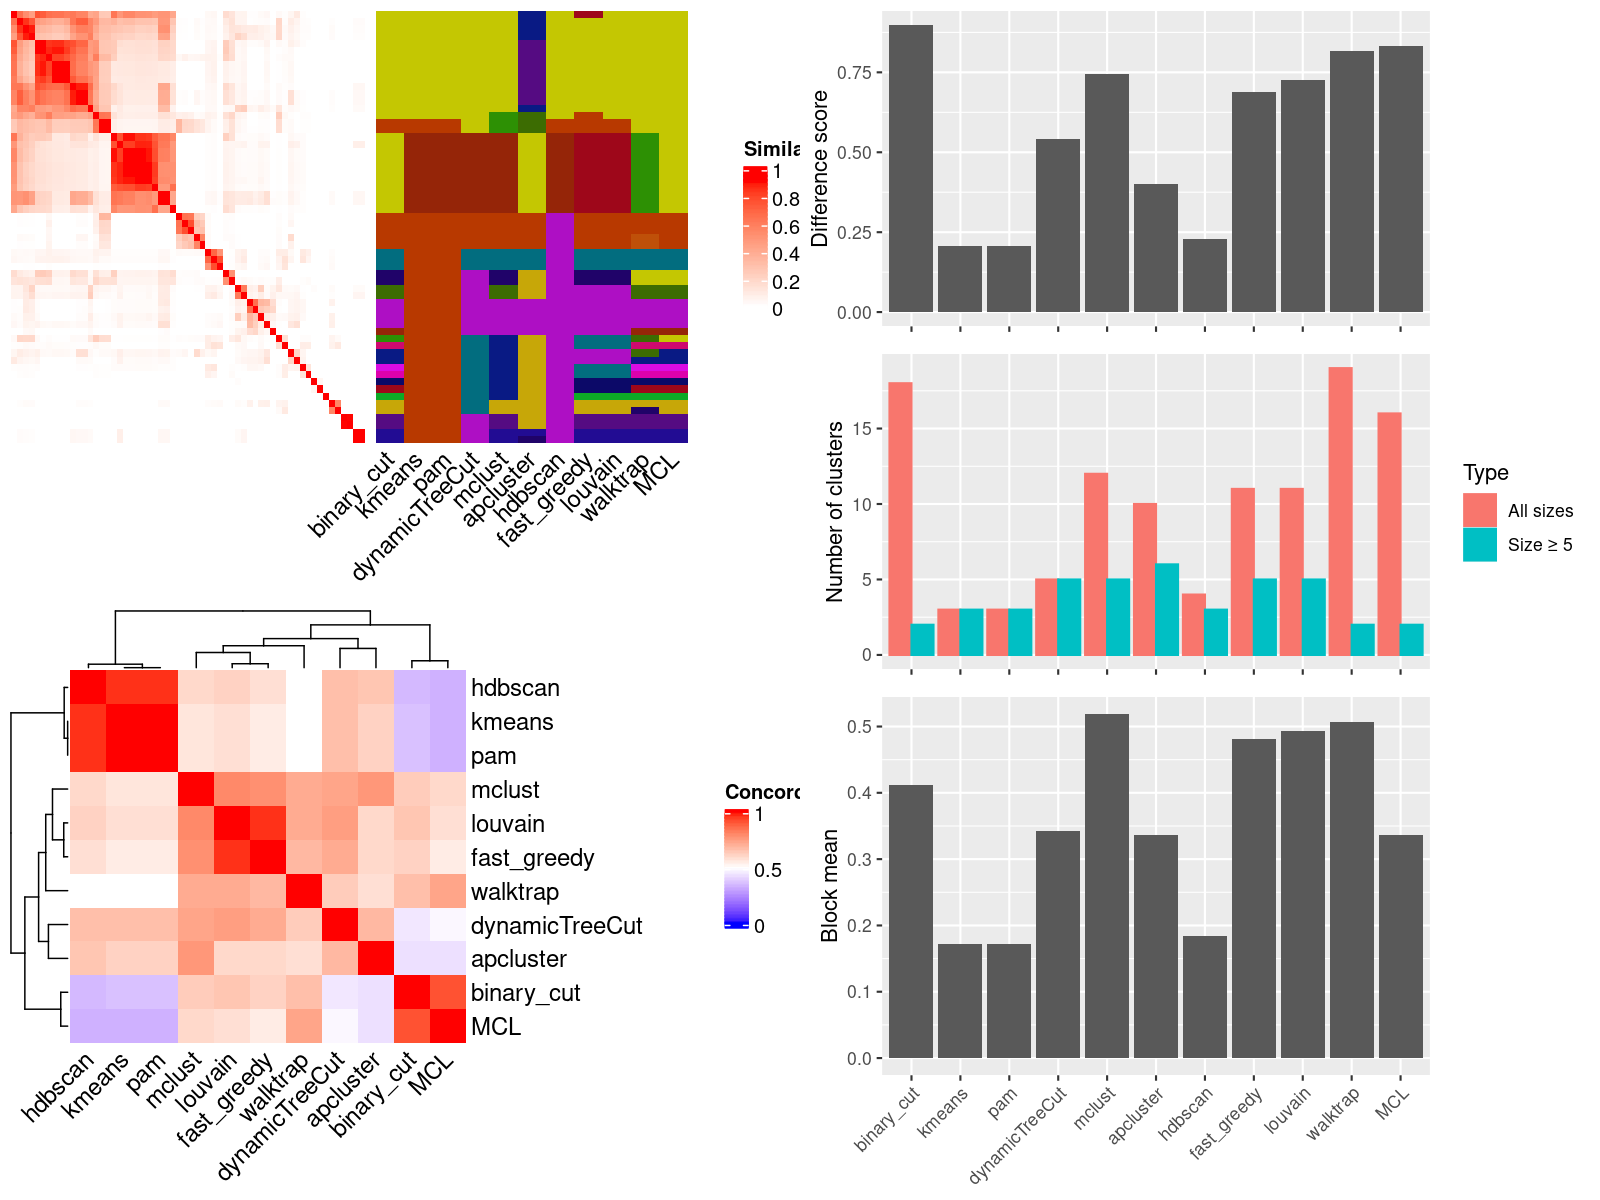 Simila
1
0.8
0.6
0.4
0.2
0
binary_cut
kmeans
pam
dynamicTreeCut
mclust
apcluster
hdbscan
fast_greedy
louvain
walktrap
MCL
hdbscan
kmeans
pam
mclust
louvain
fast_greedy
walktrap
dynamicTreeCut
apcluster
binary_cut
MCL
hdbscan
kmeans
pam
mclust
louvain
fast_greedy
walktrap
dynamicTreeCut
apcluster
binary_cut
MCL
Concord
1
0.5
0
Difference score
0.75
0.50
0.25
0.00
Number of clusters
15
10
5
0
Type
All sizes
Size ≥ 5
Block mean
0.5
0.4
0.3
0.2
0.1
0.0
binary_cut
kmeans
pam
dynamicTreeCut
mclust
apcluster
hdbscan
fast_greedy
louvain
walktrap
MCL